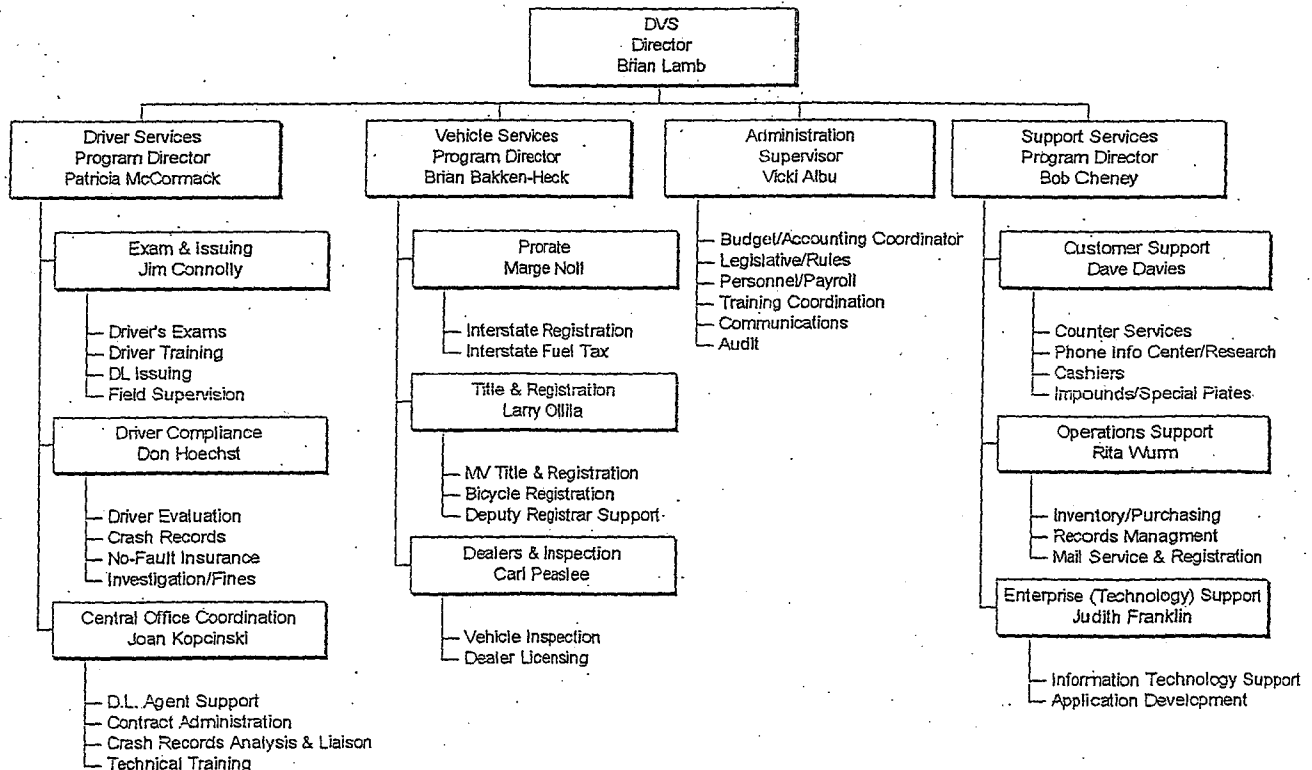 DVS
Director
Brian Lamb
Driver Services
Program Director
Patricia McCormack
Exam & Issuing
Jim Connolly
Driver's Exams
Driver Training
DL Issuing
Field Supervision
Driver Compliance
Don Hoechst
Driver Evaluation
Crash Records
No-Fault Insurance
Investigation/Fines
Central Office Coordination
Joan Kopcinski
D.L. Agent Support
Contract Administration
Crash Records Analysis & Liaison
Technical Training
Vehicle Services
Program Director
Brian Bakken-Heck
Prorate
Marge Noll
Interstate Registration
Interstate Fuel Tax
Title & Registration
Larry Ollila
MV Title & Registration
Bicycle Registration
Deputy Registrar Support
Dealers & Inspection
Carl Peaslee
Vehicle Inspection
Dealer Licensing
Administration
Supervisor
Vicki Albu
Budget/Accounting Coordinator
Legislative/Rules
Personnel/Payroll
Training Coordination
Communications
Audit
Support Services
Program Director
Bob Cheney
Customer Support
Dave Davies
Counter Services
Phone Info Center/Research
Cashiers
Impounds/Special Plates
Operations Support
Rita Wurm
Inventory/Purchasing
Records Managment
Mail Service & Registration
Enterprise (Technology) Support
Judith Franklin
Information Technology Support
Application Development